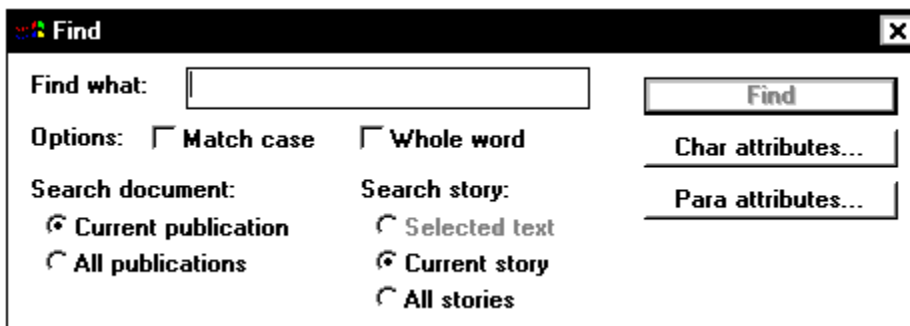 Find
Find what:
Find
Options: Match case Whole word
Char attributes...
Search document: Search story:
Para attributes...
Current publication Selected text
All publications Current story
All stories